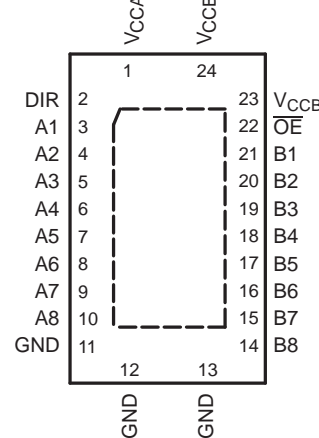 VCCA VCCB
1 24
DIR 2 23 VCCB
A1 3 22 OE
A2 4 21 B1
A3 5 20 B2
A4 6 19 B3
A5 7 18 B4
A6 8 17 B5
A7 9 16 B6
A8 10 15 B7
GND 11 14 B8
12 13
GND GND